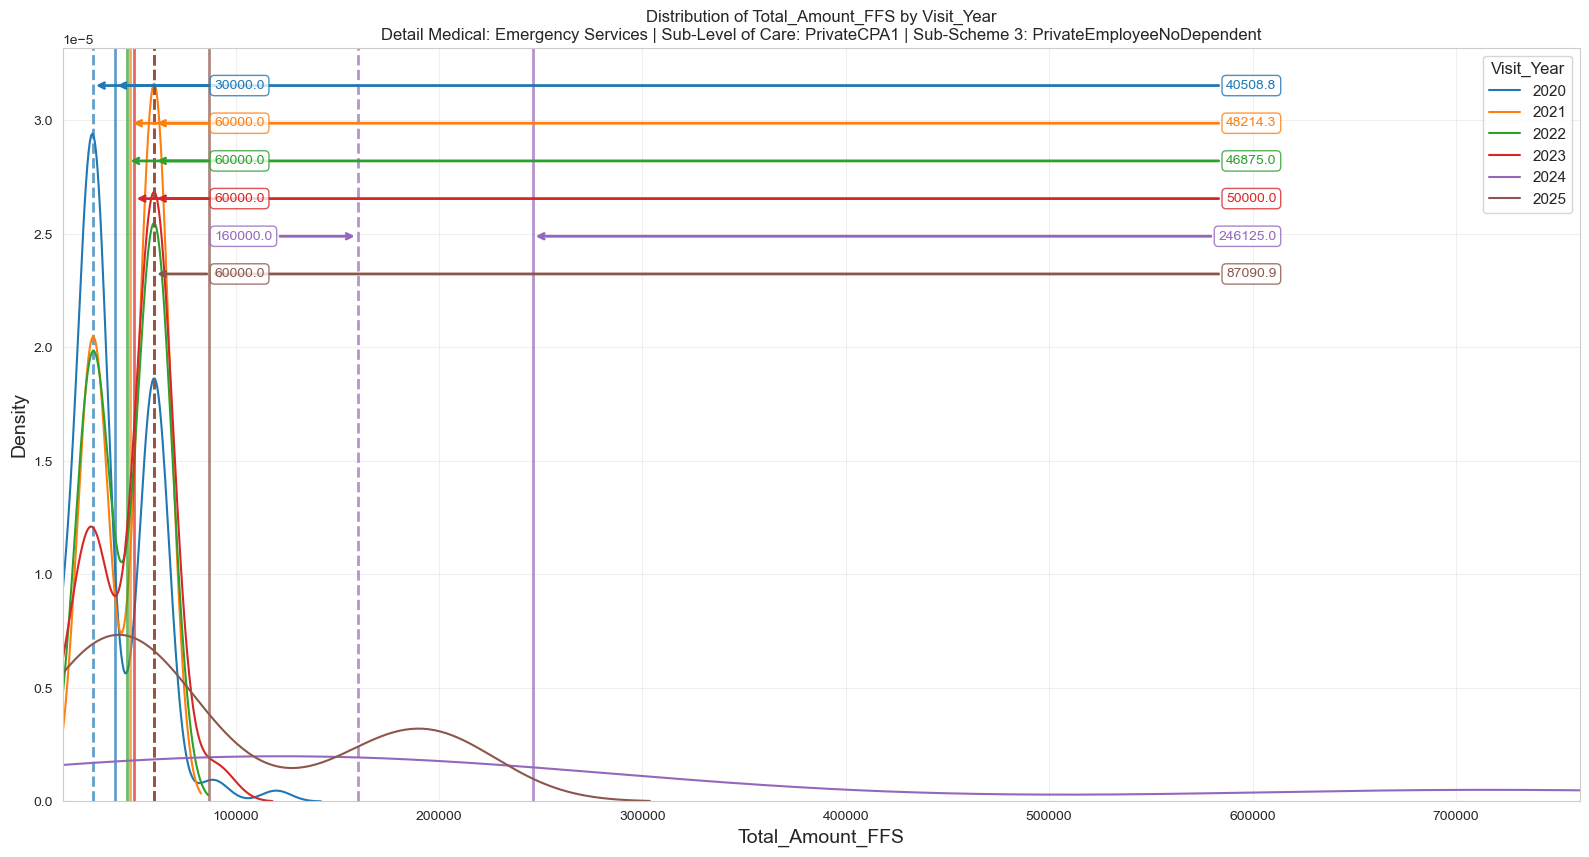 Distribution of Total_Amount_FFS by Visit_Year
Detail Medical: Emergency Services | Sub-Level of Care: PrivateCPA1 | Sub-Scheme 3: PrivateEmployeeNoDependent
1e−5
Visit_Year
2020
2021
2022
2023
2024
2025
30000.0 40508.8
60000.0 48214.3
60000.0 46875.0
60000.0 50000.0
160000.0 246125.0
60000.0 87090.9
3.0
2.5
2.0
1.5
1.0
0.5
0.0
Density
100000 200000 300000 400000 500000 600000 700000
Total_Amount_FFS